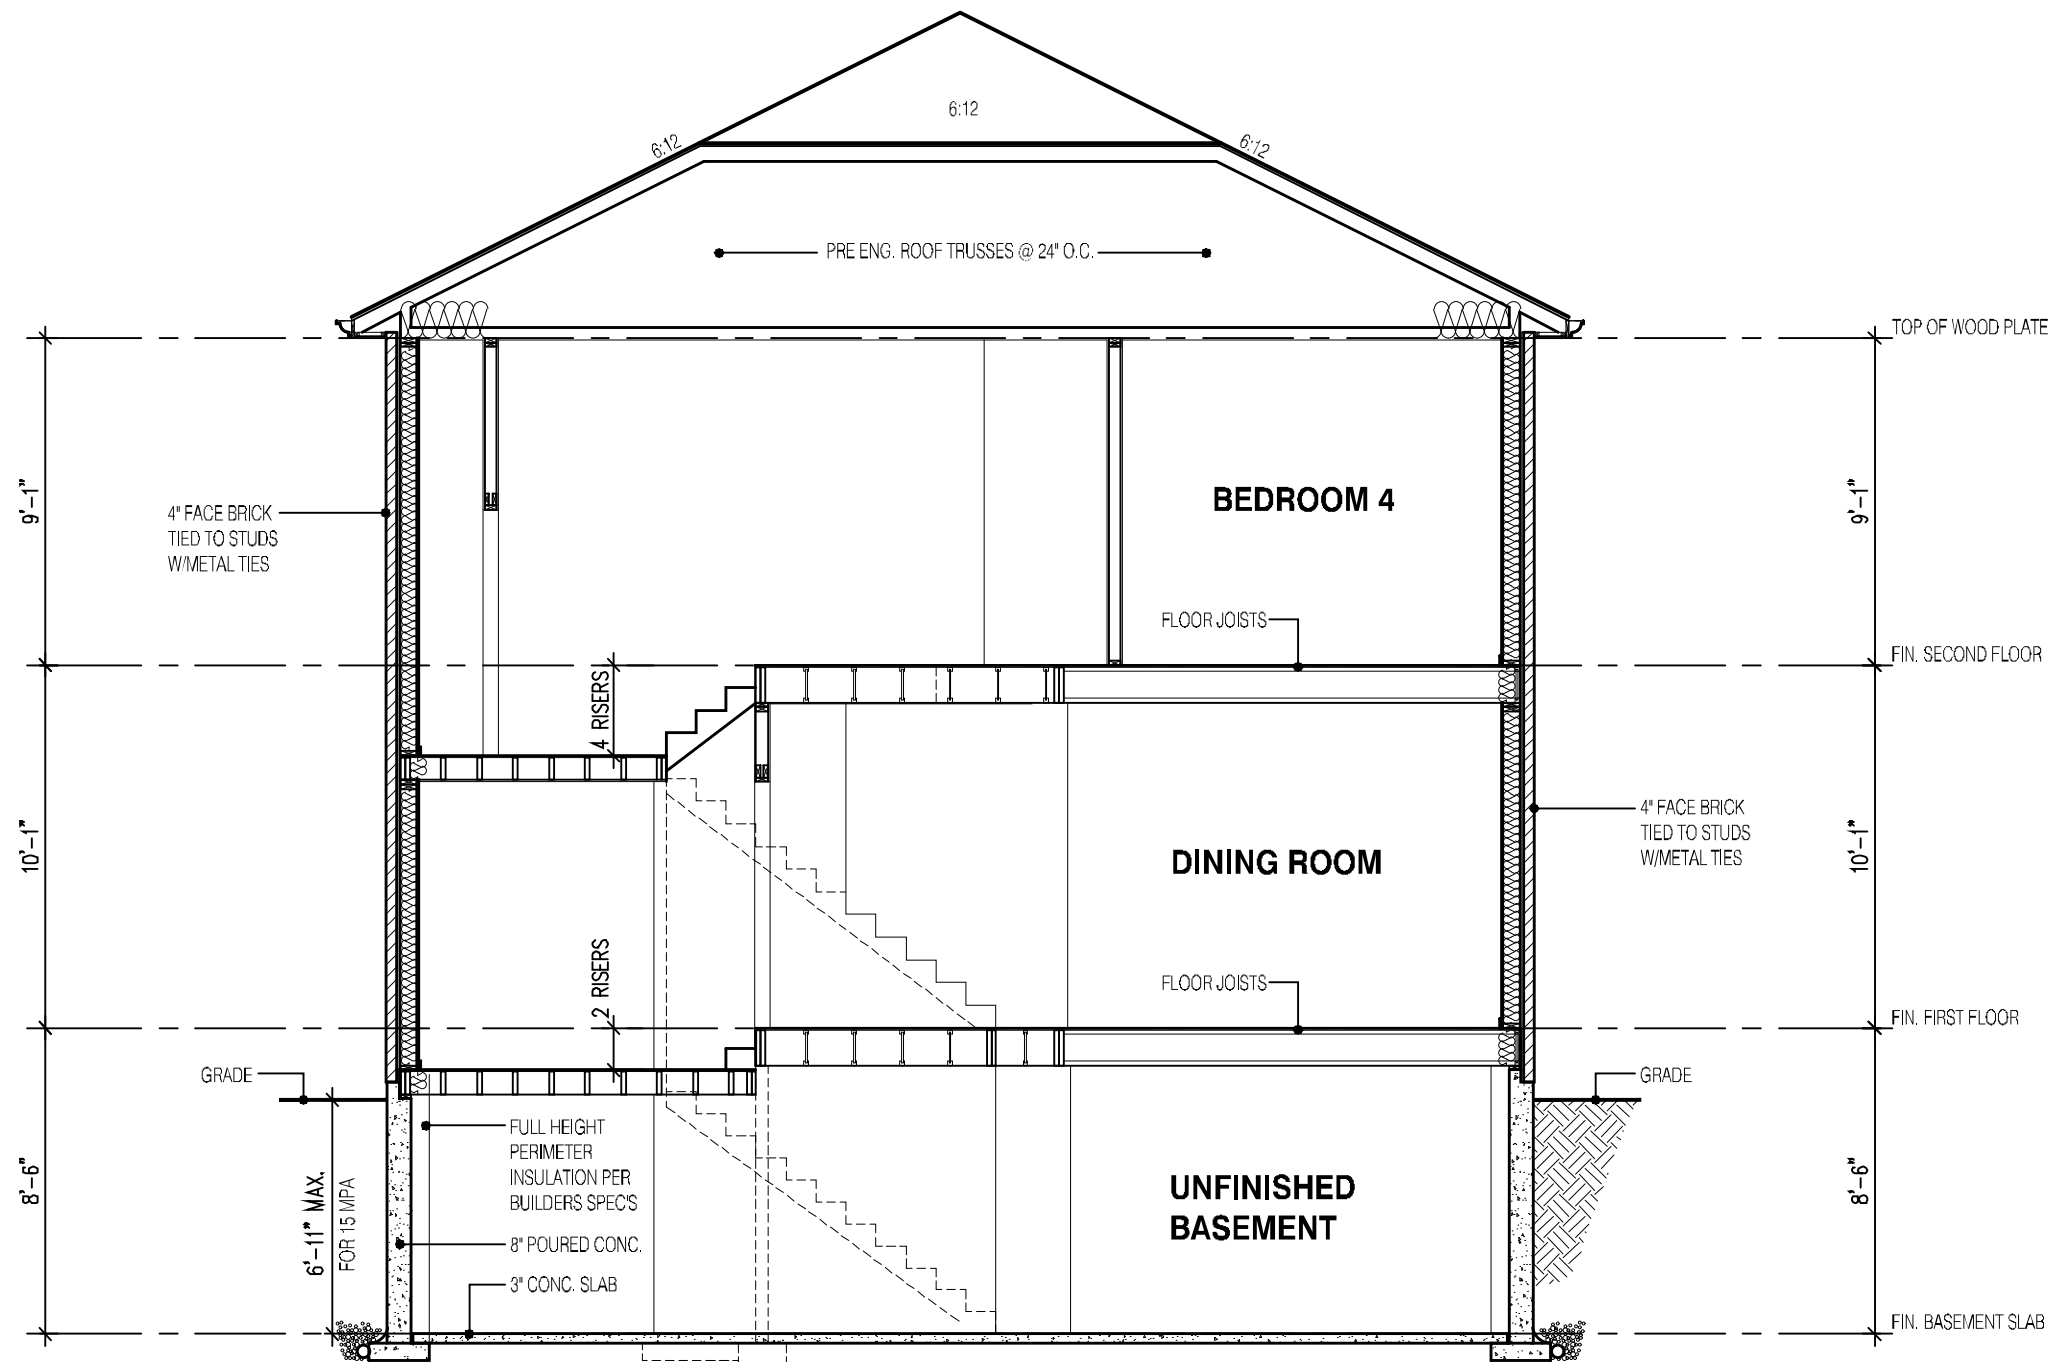 6:12
6:12
6:12
PRE ENG. ROOF TRUSSES @ 24" O.C.
TOP OF WOOD PLATE
9'-1"
4" FACE BRICK
TIED TO STUDS
W/METAL TIES
BEDROOM 4
9'-1"
FLOOR JOISTS
FIN. SECOND FLOOR
4 RISERS
10'-1"
DINING ROOM
4" FACE BRICK
TIED TO STUDS
W/METAL TIES
10'-1"
2 RISERS
FLOOR JOISTS
FIN. FIRST FLOOR
GRADE
GRADE
8'-6"
6'-11" MAX.
FOR 15 MPA
FULL HEIGHT
PERIMETER
INSULATION PER
BUILDERS SPEC'S
8" POURED CONC.
3" CONC. SLAB
UNFINISHED
BASEMENT
8'-6"
FIN. BASEMENT SLAB